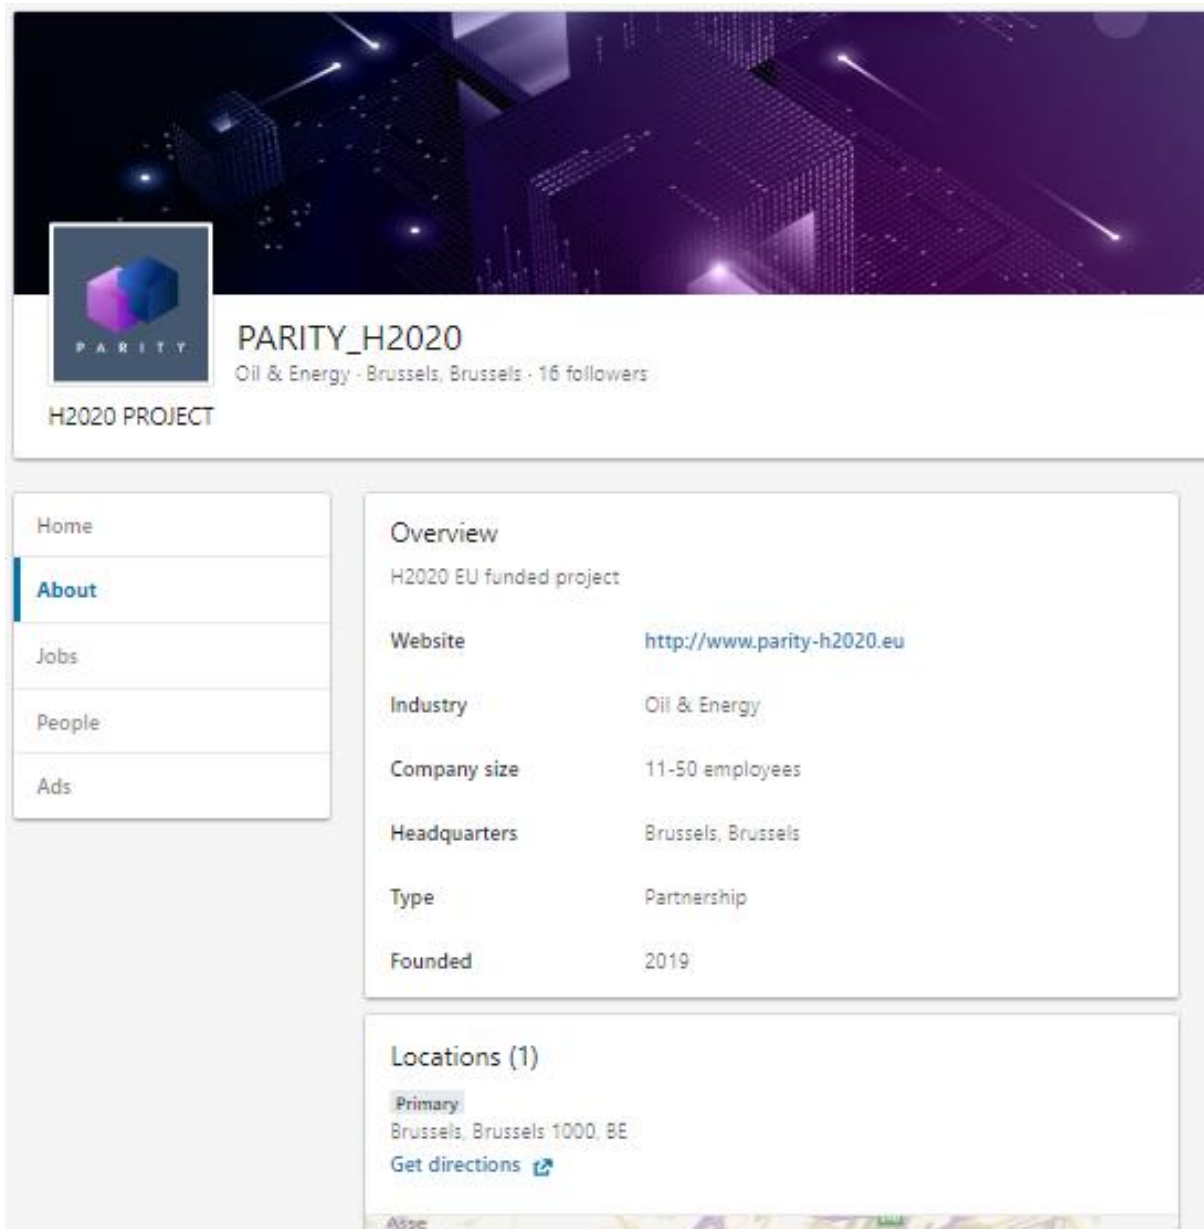 PARITY
PARITY_H2020
Oil & Energy · Brussels, Brussels · 16 followers
H2020 PROJECT
Home
About
Jobs
People
Ads
Overview
H2020 EU funded project
Website http://www.parity-h2020.eu
Industry Oil & Energy
Company size 11-50 employees
Headquarters Brussels, Brussels
Type Partnership
Founded 2019
Locations (1)
Primary
Brussels, Brussels 1000, BE
Get directions
Asse